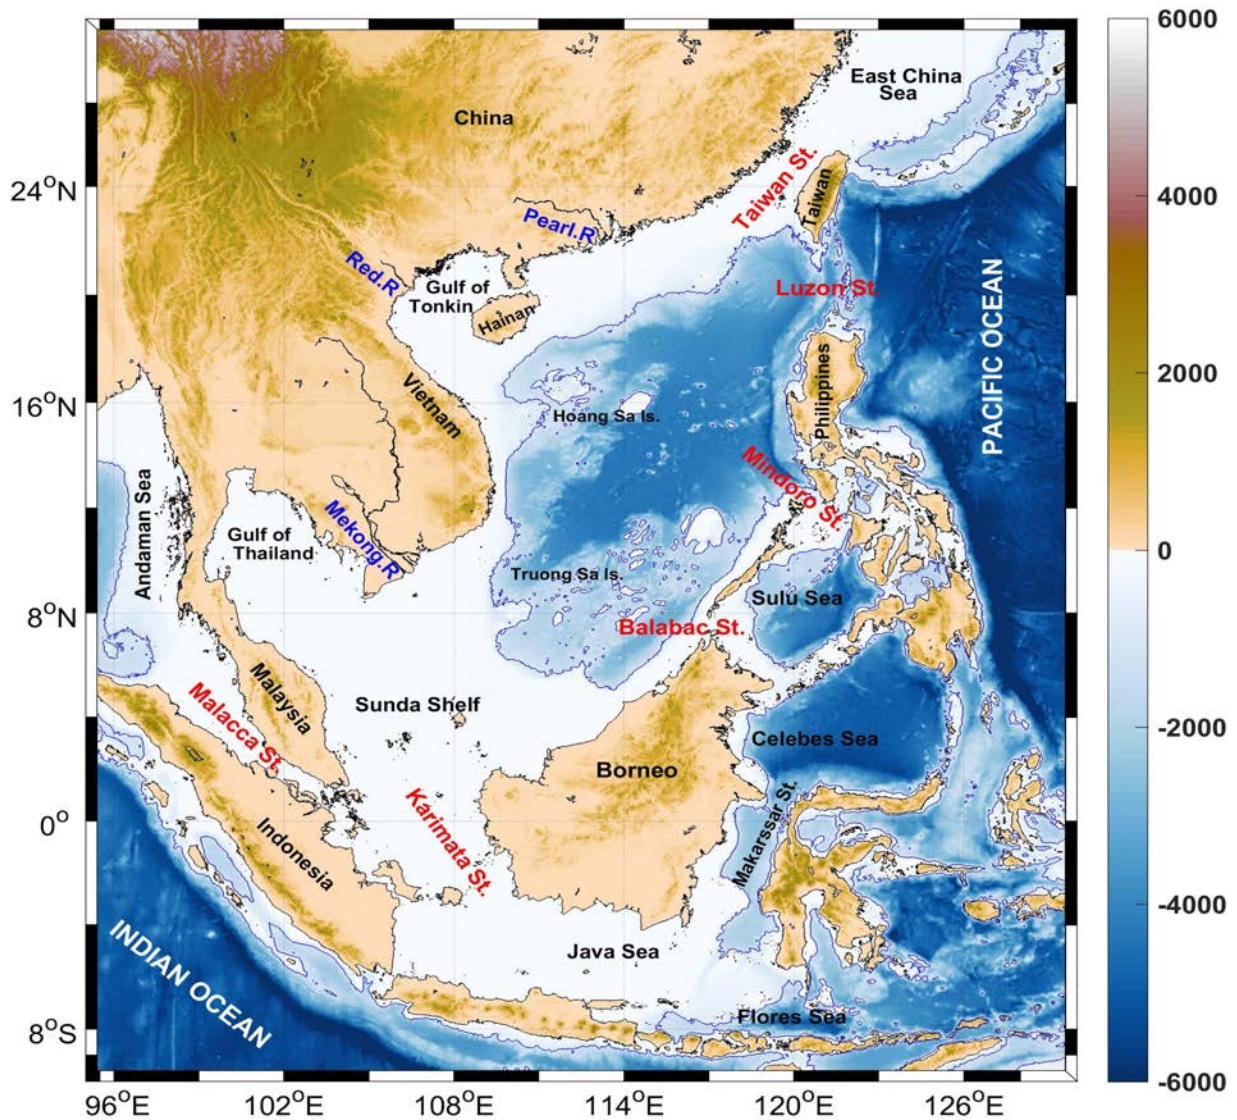 6000
East China
Sea
China
Taiwan St.
4000
24°N
Taiwan
Pearl.R
Red.R
Gulf of
Tonkin
Luzon St.
Hainan
PACIFIC OCEAN
2000
Vietnam
Philippines
16°N
Hoang Sa Is.
Mindoro St.
Andaman Sea
Mekong.R
Gulf of
Thailand
0
Truong Sa Is.
Sulu Sea
8°N
Balabac St.
Malaysia
Malacca St.
Sunda Shelf
-2000
Celebes Sea
Borneo
Makarssar St.
Karimata St.
0°
Indonesia
-4000
INDIAN OCEAN
Java Sea
Flores Sea
8°S
-6000
96°E
102°E
108°E
114°E
120°E
126°E